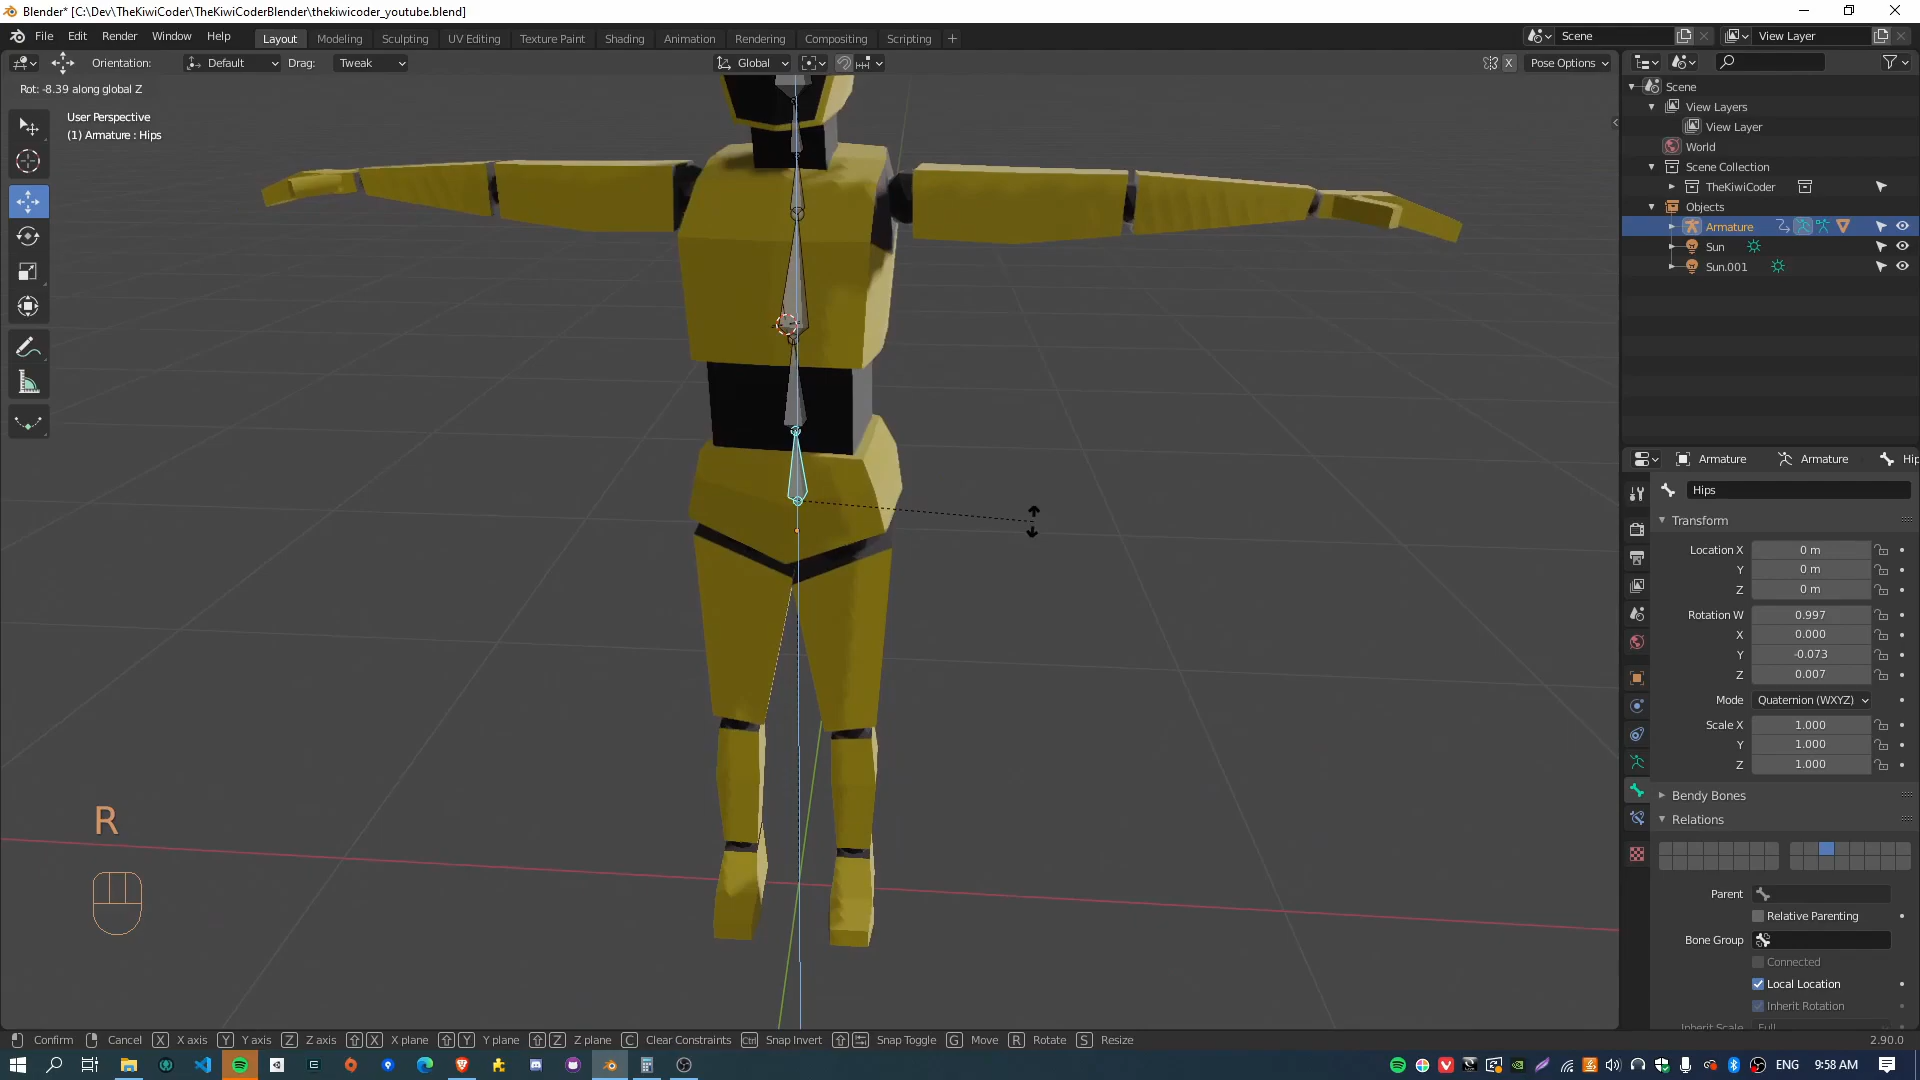 Blender* [C:\Dev\TheKiwiCoder\TheKiwiCoderBlender\thekiwicoder_youtube.blend]
File Edit Render Window Help Layout Modeling Sculpting UV Editing Texture Paint Shading Animation Rendering Compositing Scripting + Scene View Layer
Orientation: Default Drag: Tweak Global X Pose Options
Rot: -8.39 along global Z
User Perspective
(1) Armature : Hips
Scene
View Layers
View Layer
World
Scene Collection
TheKiwiCoder
Objects
Armature
Sun
Sun.001
Armature Armature Hip
Hips
Transform
Location X 0 m
Y 0 m
Z 0 m
Rotation W 0.997
X 0.000
Y -0.073
Z 0.007
Mode Quaternion (WXYZ)
Scale X 1.000
Y 1.000
Z 1.000
Bendy Bones
Relations
Parent
Relative Parenting
Bone Group
Connected
Local Location
Inherit Rotation
Inherit Scale Full
R
Confirm Cancel X X axis Y Y axis Z Z axis X X plane Y Y plane Z Z plane C Clear Constraints Ctrl Snap Invert Snap Toggle G Move R Rotate S Resize 2.90.0
ENG 9:58 AM